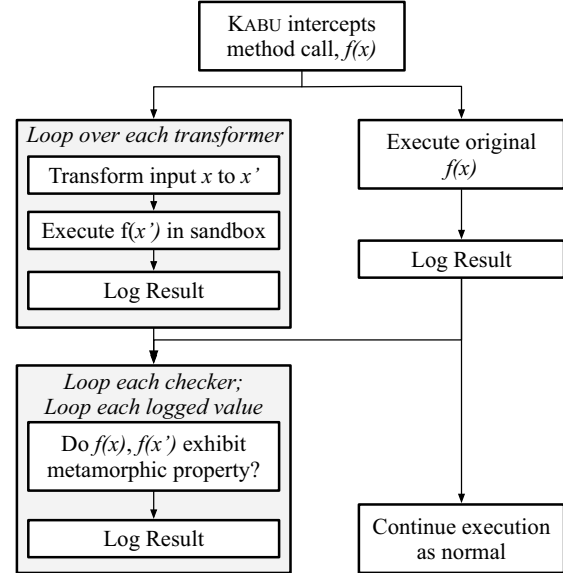 KABU intercepts
method call, f(x)
Loop over each transformer
Transform input x to x’
Execute f(x’) in sandbox
Log Result
Execute original
f(x)
Log Result
Loop each checker;
Loop each logged value
Do f(x), f(x’) exhibit
metamorphic property?
Log Result
Continue execution
as normal